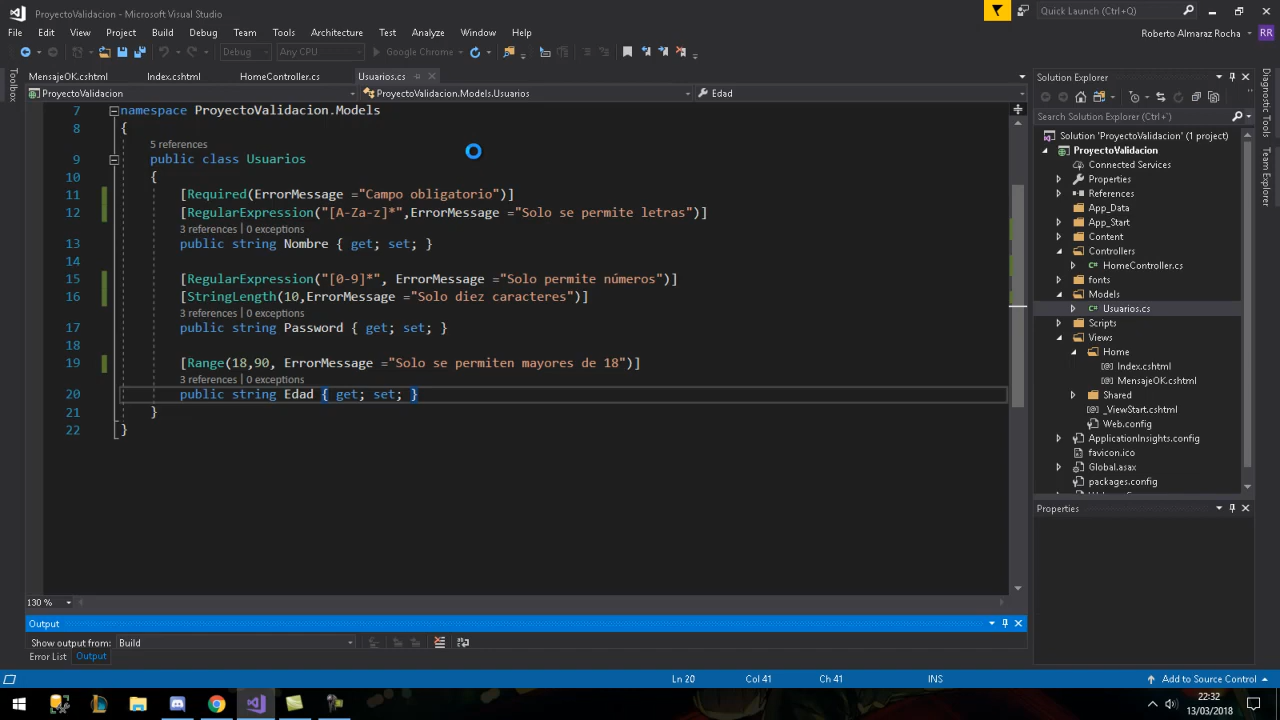 ProyectoValidacion - Microsoft Visual Studio
Quick Launch (Ctrl+Q)
File Edit View Project Build Debug Team Tools Architecture Test Analyze Window Help
Roberto Almaraz Rocha RR
Debug Any CPU Google Chrome
MensajeOK.cshtml Index.cshtml HomeController.cs Usuarios.cs
Solution Explorer
ProyectoValidacion ProyectoValidacion.Models.Usuarios Edad
Toolbox
Diagnostic Tools
Team Explorer
Search Solution Explorer (Ctrl+
Solution 'ProyectoValidacion' (1 project)
ProyectoValidacion
Connected Services
Properties
References
App_Data
App_Start
Content
Controllers
HomeController.cs
fonts
Models
Usuarios.cs
Scripts
Views
Home
Index.cshtml
MensajeOK.cshtml
Shared
_ViewStart.cshtml
Web.config
ApplicationInsights.config
favicon.ico
Global.asax
packages.config
Properties
7 namespace ProyectoValidacion.Models
8 {
5 references
9 public class Usuarios
10 {
11 [Required(ErrorMessage ="Campo obligatorio")]
12 [RegularExpression("[A-Za-z]*",ErrorMessage ="Solo se permite letras")]
3 references | 0 exceptions
13 public string Nombre { get; set; }
14
15 [RegularExpression("[0-9]*", ErrorMessage ="Solo permite números")]
16 [StringLength(10,ErrorMessage ="Solo diez caracteres")]
3 references | 0 exceptions
17 public string Password { get; set; }
18
19 [Range(18,90, ErrorMessage ="Solo se permiten mayores de 18")]
3 references | 0 exceptions
20 public string Edad { get; set; }
21 }
22 }
130 %
Output
Show output from: Build
Error List Output
Ln 20 Col 41 Ch 41 INS Add to Source Control
22:32
13/03/2018